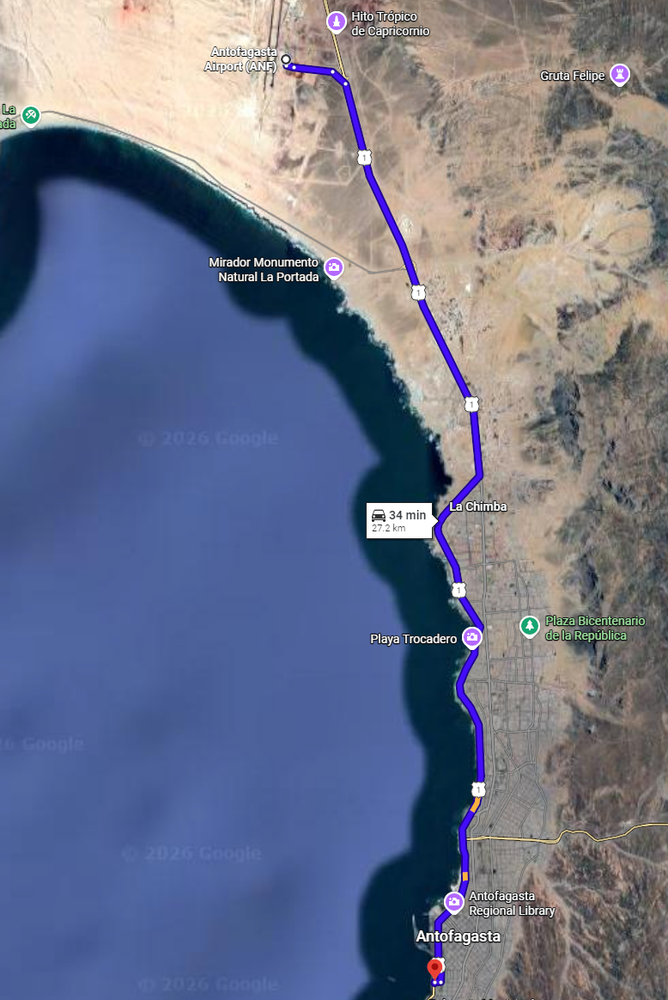 Hito Trópico
de Capricornio
Antofagasta
Airport (ANF)
Gruta Felipe
La
ada
1
Mirador Monumento
Natural La Portada
1
1
© 2026 Google
La Chimba
34 min
27.2 km
1
Plaza Bicentenario
de la República
Playa Trocadero
26 Google
1
© 2026 Google
Antofagasta
Regional Library
Antofagasta
© 2026 Google